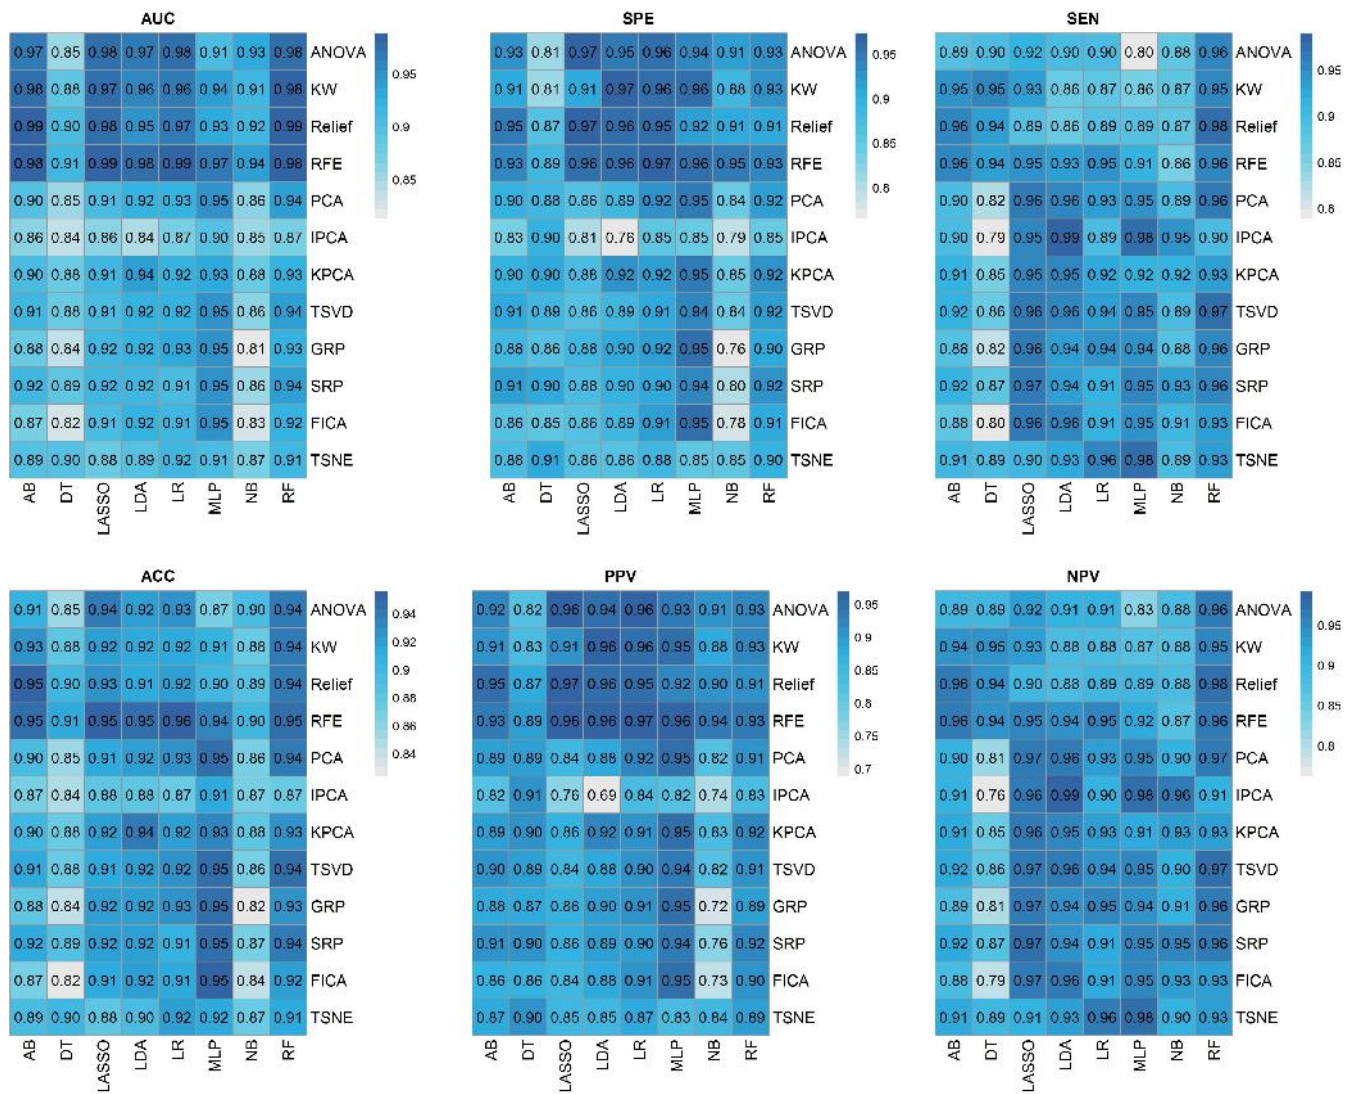 AUC
0.97 0.85 0.98 0.97 0.98 0.91 0.93 0.98 ANOVA
0.98 0.88 0.97 0.96 0.96 0.94 0.91 0.98 KW
0.99 0.90 0.98 0.95 0.97 0.93 0.92 0.99 Relief
0.98 0.91 0.99 0.98 0.99 0.97 0.94 0.98 RFE
0.90 0.85 0.91 0.92 0.93 0.95 0.86 0.94 PCA
0.86 0.84 0.86 0.84 0.87 0.90 0.85 0.87 IPCA
0.90 0.88 0.91 0.94 0.92 0.93 0.88 0.93 KPCA
0.91 0.88 0.91 0.92 0.92 0.95 0.86 0.94 TSVD
0.88 0.84 0.92 0.92 0.93 0.95 0.81 0.93 GRP
0.92 0.89 0.92 0.92 0.91 0.95 0.86 0.94 SRP
0.87 0.82 0.91 0.92 0.91 0.95 0.83 0.92 FICA
0.89 0.90 0.88 0.89 0.92 0.91 0.87 0.91 TSNE
AB DT LASSO LDA LR MLP NB RF
0.95
0.9
0.85
SPE
0.93 0.81 0.97 0.95 0.96 0.94 0.91 0.93 ANOVA
0.91 0.81 0.91 0.97 0.96 0.96 0.88 0.93 KW
0.95 0.87 0.97 0.96 0.95 0.92 0.91 0.91 Relief
0.93 0.89 0.96 0.96 0.97 0.96 0.95 0.93 RFE
0.90 0.88 0.86 0.89 0.92 0.95 0.84 0.92 PCA
0.83 0.90 0.81 0.76 0.85 0.85 0.79 0.85 IPCA
0.90 0.90 0.88 0.92 0.92 0.95 0.85 0.92 KPCA
0.91 0.89 0.86 0.89 0.91 0.94 0.84 0.92 TSVD
0.88 0.86 0.88 0.90 0.92 0.95 0.76 0.90 GRP
0.91 0.90 0.88 0.90 0.90 0.94 0.80 0.92 SRP
0.86 0.85 0.86 0.89 0.91 0.95 0.78 0.91 FICA
0.88 0.91 0.86 0.86 0.88 0.85 0.85 0.90 TSNE
AB DT LASSO LDA LR MLP NB RF
0.95
0.9
0.85
0.8
SEN
0.89 0.90 0.92 0.90 0.90 0.80 0.88 0.96 ANOVA
0.95 0.95 0.93 0.86 0.87 0.86 0.87 0.95 KW
0.96 0.94 0.89 0.86 0.89 0.89 0.87 0.98 Relief
0.96 0.94 0.95 0.93 0.95 0.91 0.86 0.96 RFE
0.90 0.82 0.96 0.96 0.93 0.95 0.89 0.96 PCA
0.90 0.79 0.95 0.99 0.89 0.98 0.95 0.90 IPCA
0.91 0.85 0.95 0.95 0.92 0.92 0.92 0.93 KPCA
0.92 0.86 0.96 0.96 0.94 0.95 0.89 0.97 TSVD
0.88 0.82 0.96 0.94 0.94 0.94 0.88 0.96 GRP
0.92 0.87 0.97 0.94 0.91 0.95 0.93 0.96 SRP
0.88 0.80 0.96 0.96 0.91 0.95 0.91 0.93 FICA
0.91 0.89 0.90 0.93 0.96 0.98 0.89 0.93 TSNE
AB DT LASSO LDA LR MLP NB RF
0.95
0.9
0.85
0.8
ACC
0.91 0.85 0.94 0.92 0.93 0.87 0.90 0.94 ANOVA
0.93 0.88 0.92 0.92 0.92 0.91 0.88 0.94 KW
0.95 0.90 0.93 0.91 0.92 0.90 0.89 0.94 Relief
0.95 0.91 0.95 0.95 0.96 0.94 0.90 0.95 RFE
0.90 0.85 0.91 0.92 0.93 0.95 0.86 0.94 PCA
0.87 0.84 0.88 0.88 0.87 0.91 0.87 0.87 IPCA
0.90 0.88 0.92 0.94 0.92 0.93 0.88 0.93 KPCA
0.91 0.88 0.91 0.92 0.92 0.95 0.86 0.94 TSVD
0.88 0.84 0.92 0.92 0.93 0.95 0.82 0.93 GRP
0.92 0.89 0.92 0.92 0.91 0.95 0.87 0.94 SRP
0.87 0.82 0.91 0.92 0.91 0.95 0.84 0.92 FICA
0.89 0.90 0.88 0.90 0.92 0.92 0.87 0.91 TSNE
AB DT LASSO LDA LR MLP NB RF
0.94
0.92
0.9
0.88
0.86
0.84
PPV
0.92 0.82 0.96 0.94 0.96 0.93 0.91 0.93 ANOVA
0.91 0.83 0.91 0.96 0.96 0.95 0.88 0.93 KW
0.95 0.87 0.97 0.96 0.95 0.92 0.90 0.91 Relief
0.93 0.89 0.96 0.96 0.97 0.96 0.94 0.93 RFE
0.89 0.89 0.84 0.88 0.92 0.95 0.82 0.91 PCA
0.82 0.91 0.76 0.69 0.84 0.82 0.74 0.83 IPCA
0.89 0.90 0.86 0.92 0.91 0.95 0.83 0.92 KPCA
0.90 0.89 0.84 0.88 0.90 0.94 0.82 0.91 TSVD
0.88 0.87 0.86 0.90 0.91 0.95 0.72 0.89 GRP
0.91 0.90 0.86 0.89 0.90 0.94 0.76 0.92 SRP
0.86 0.86 0.84 0.88 0.91 0.95 0.73 0.90 FICA
0.87 0.90 0.85 0.85 0.87 0.83 0.84 0.89 TSNE
AB DT LASSO LDA LR MLP NB RF
0.95
0.9
0.85
0.8
0.75
0.7
NPV
0.89 0.89 0.92 0.91 0.91 0.83 0.88 0.96 ANOVA
0.94 0.95 0.93 0.88 0.88 0.87 0.88 0.95 KW
0.96 0.94 0.90 0.88 0.89 0.89 0.88 0.98 Relief
0.96 0.94 0.95 0.94 0.95 0.92 0.87 0.96 RFE
0.90 0.81 0.97 0.96 0.93 0.95 0.90 0.97 PCA
0.91 0.76 0.96 0.99 0.90 0.98 0.96 0.91 IPCA
0.91 0.85 0.96 0.95 0.93 0.91 0.93 0.93 KPCA
0.92 0.86 0.97 0.96 0.94 0.95 0.90 0.97 TSVD
0.89 0.81 0.97 0.94 0.95 0.94 0.91 0.96 GRP
0.92 0.87 0.97 0.94 0.91 0.95 0.95 0.96 SRP
0.88 0.79 0.97 0.96 0.91 0.95 0.93 0.93 FICA
0.91 0.89 0.91 0.93 0.96 0.98 0.90 0.93 TSNE
AB DT LASSO LDA LR MLP NB RF
0.95
0.9
0.85
0.8